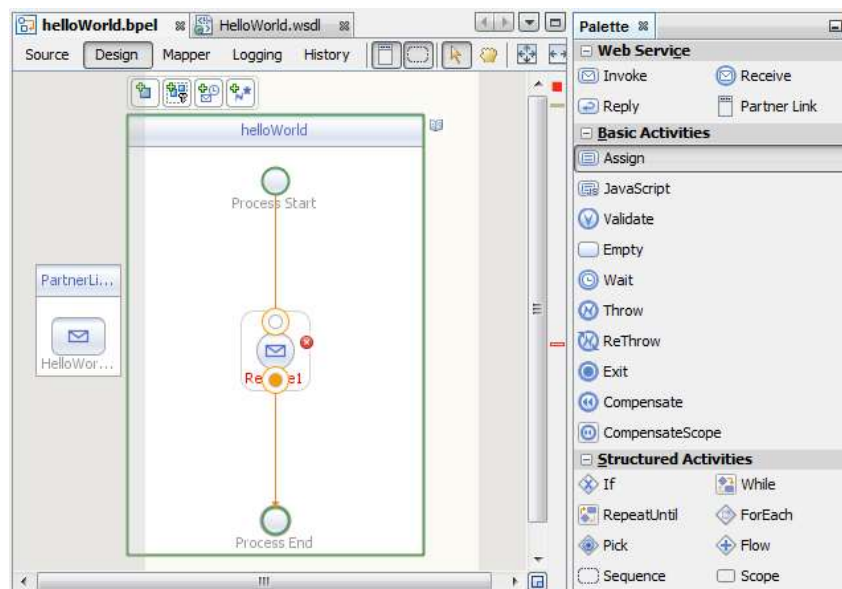 helloWorld.bpel HelloWorld.wsdl
Source Design Mapper Logging History
helloWorld
Process Start
PartnerLi...
HelloWor...
Process End
Palette
Web Service
Invoke Receive
Reply Partner Link
Basic Activities
Assign
JavaScript
Validate
Empty
Wait
Throw
ReThrow
Exit
Compensate
CompensateScope
Structured Activities
If While
RepeatUntil ForEach
Pick Flow
Sequence Scope